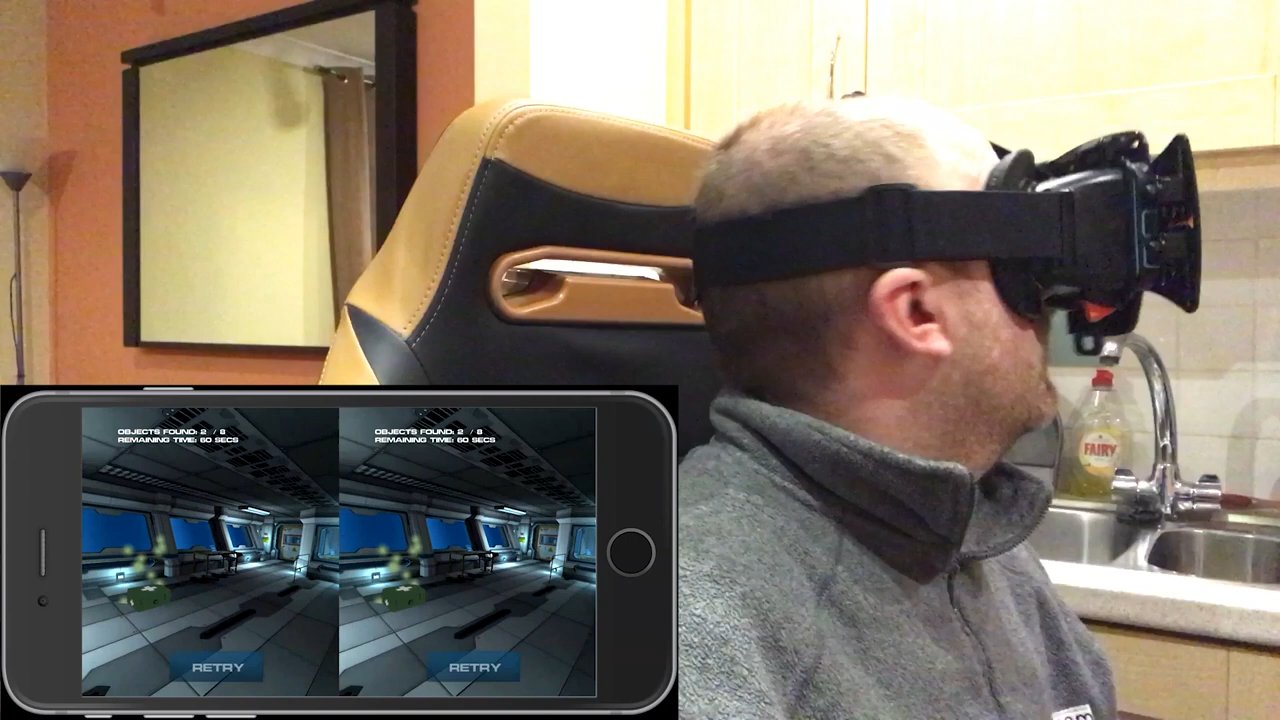 OBJECTS FOUND: 2 / 8
REMAINING TIME: 60 SECS
OBJECTS FOUND: 2 / 8
REMAINING TIME: 60 SECS
FAIRY
RETRY
RETRY